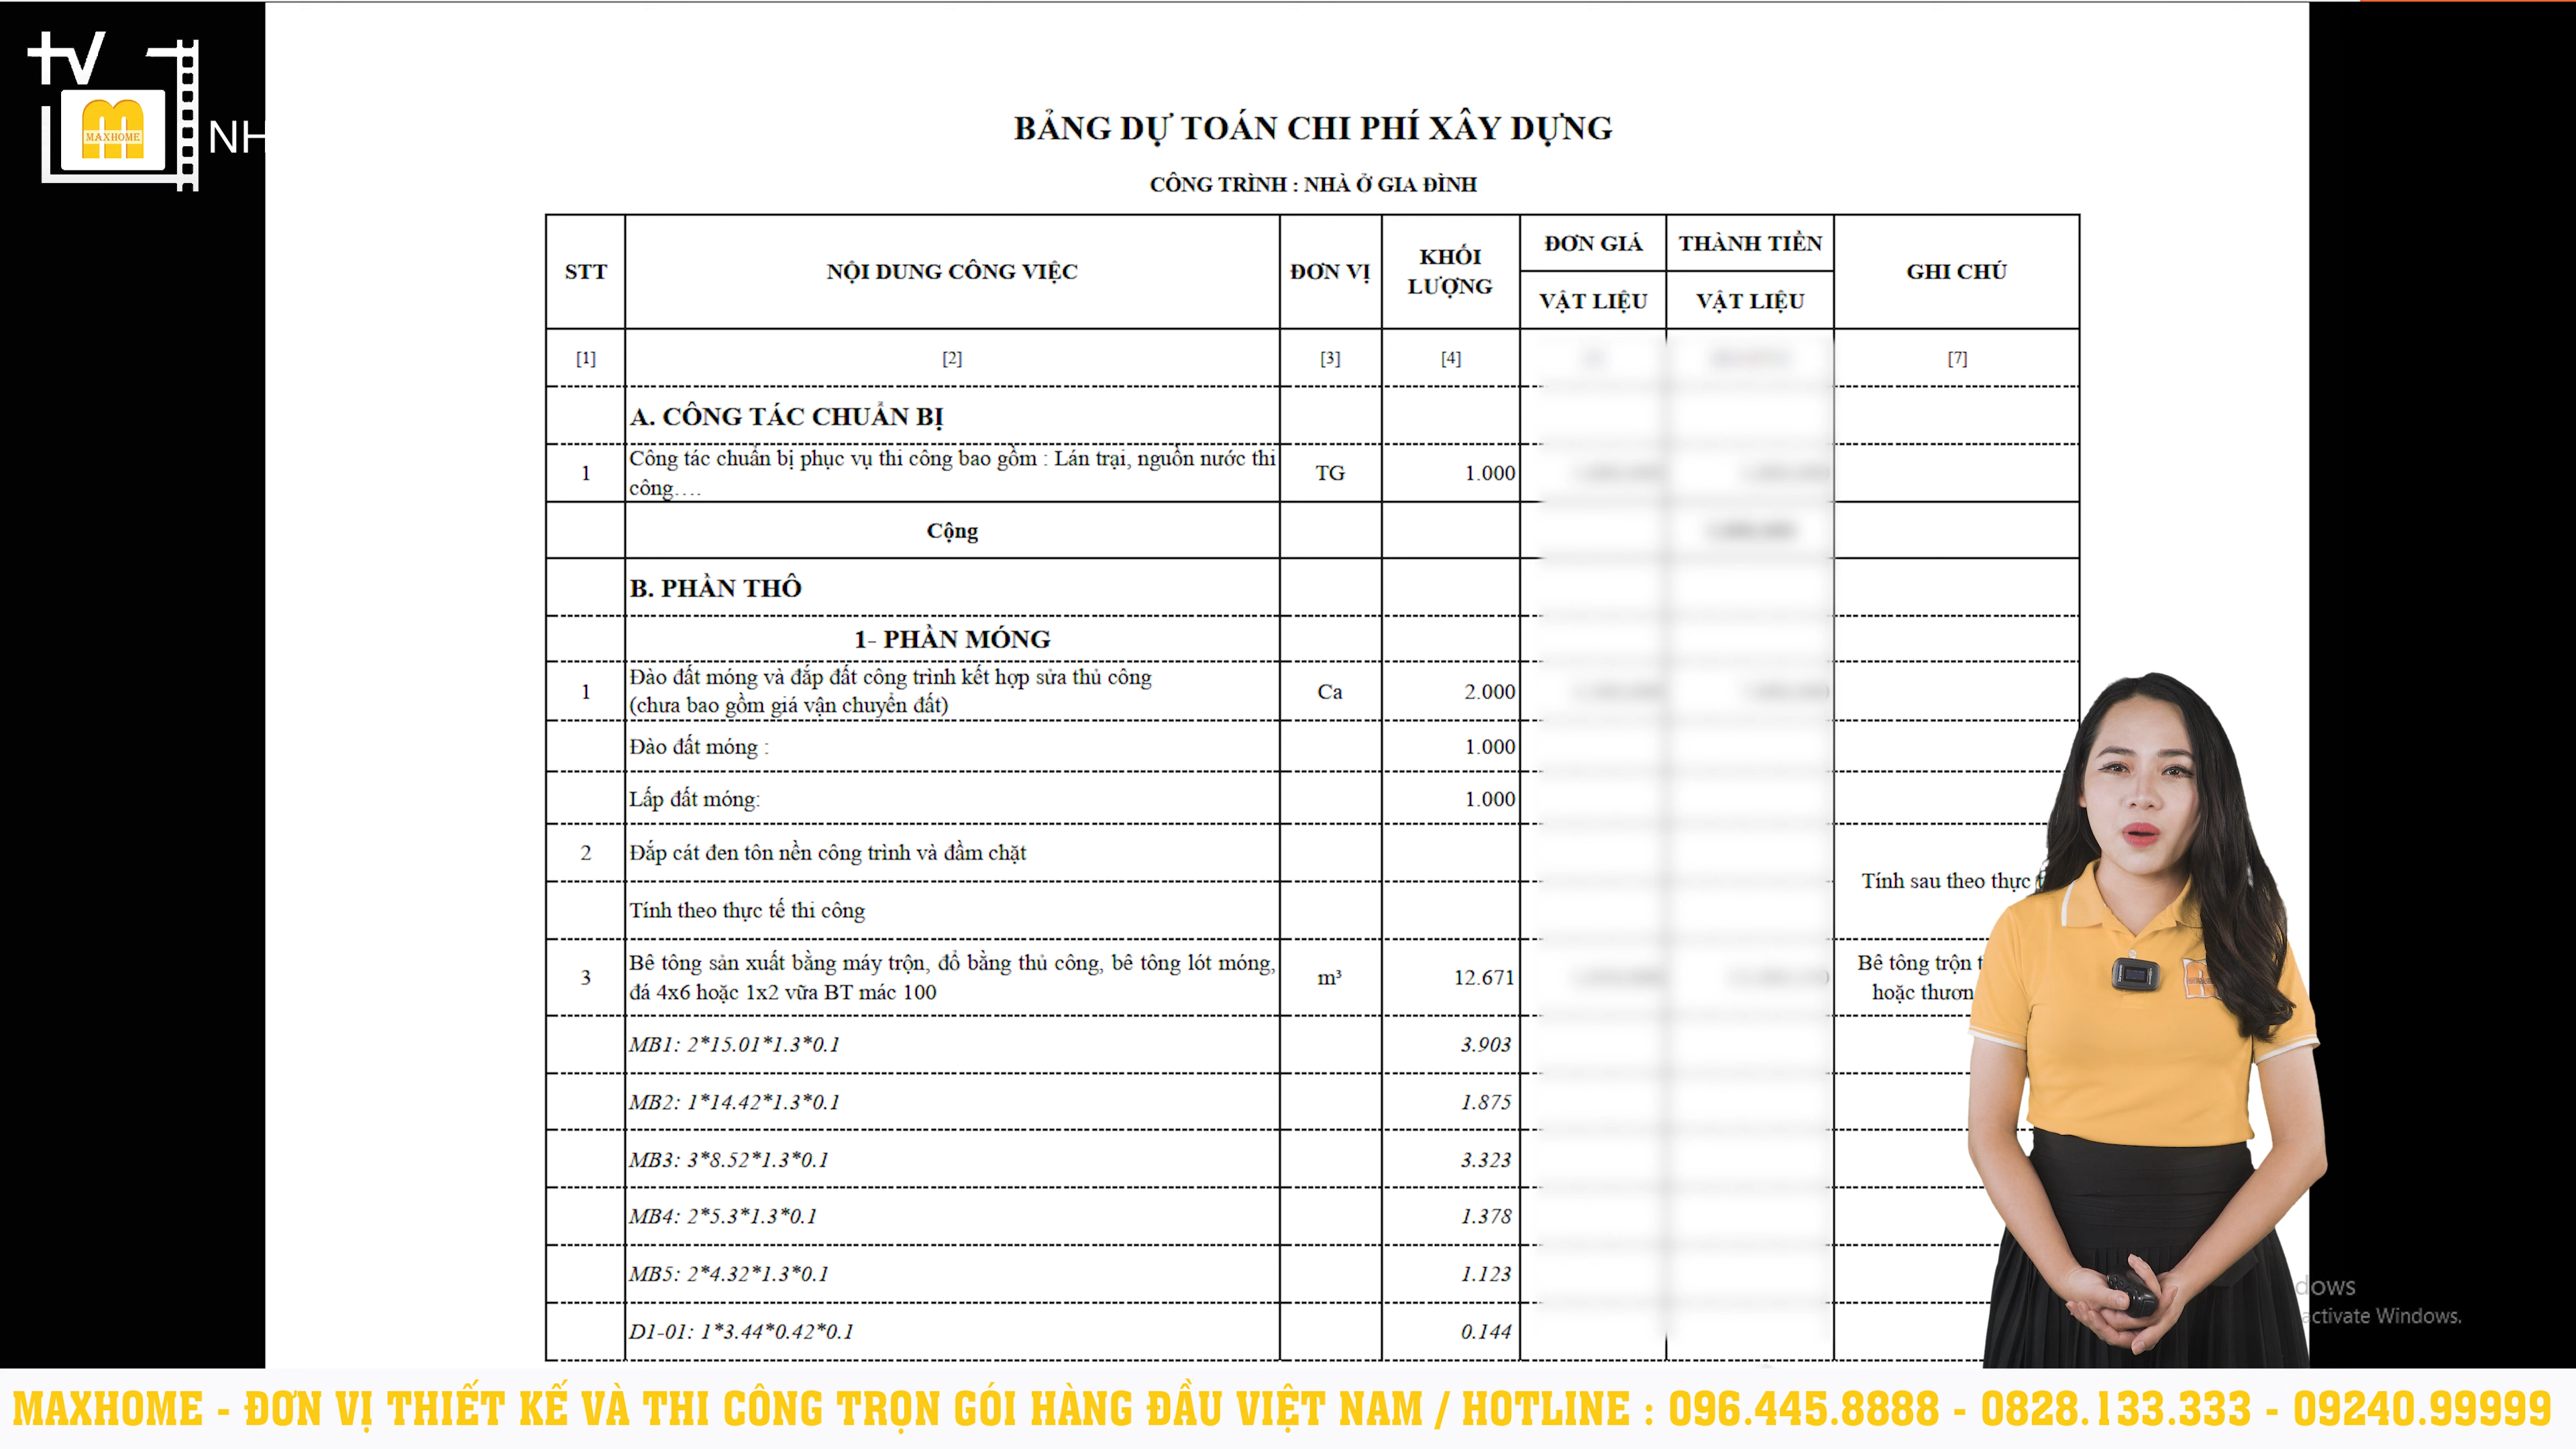 tv
MAXHOME
NH
BẢNG DỰ TOÁN CHI PHÍ XÂY DỰNG
CÔNG TRÌNH : NHÀ Ở GIA ĐÌNH
STT NỘI DUNG CÔNG VIỆC ĐƠN VỊ KHỐI LƯỢNG ĐƠN GIÁ THÀNH TIỀN GHI CHÚ
VẬT LIỆU VẬT LIỆU
[1] [2] [3] [4] [7]
A. CÔNG TÁC CHUẨN BỊ
1 Công tác chuẩn bị phục vụ thi công bao gồm : Lán trại, nguồn nước thi TG 1.000
công….
Cộng
B. PHẦN THÔ
1- PHẦN MÓNG
1 Đào đất móng và đắp đất công trình kết hợp sửa thủ công Ca 2.000
(chưa bao gồm giá vận chuyển đất)
Đào đất móng : 1.000
Lấp đất móng: 1.000
2 Đắp cát đen tôn nền công trình và đầm chặt
Tính sau theo thực
Tính theo thực tế thi công
3 Bê tông sản xuất bằng máy trộn, đổ bằng thủ công, bê tông lót móng, m³ 12.671 Bê tông trộn
đá 4x6 hoặc 1x2 vữa BT mác 100 hoặc
MB1: 2*15.01*1.3*0.1 3.903
MB2: 1*14.42*1.3*0.1 1.875
MB3: 3*8.52*1.3*0.1 3.323
MB4: 2*5.3*1.3*0.1 1.378
MB5: 2*4.32*1.3*0.1 1.123
D1-01: 1*3.44*0.42*0.1 0.144
dows
activate Windows.
MAXHOME - ĐƠN VỊ THIẾT KẾ VÀ THI CÔNG TRỌN GÓI HÀNG ĐẦU VIỆT NAM / HOTLINE : 096.445.8888 - 0828.133.333 - 09240.99999